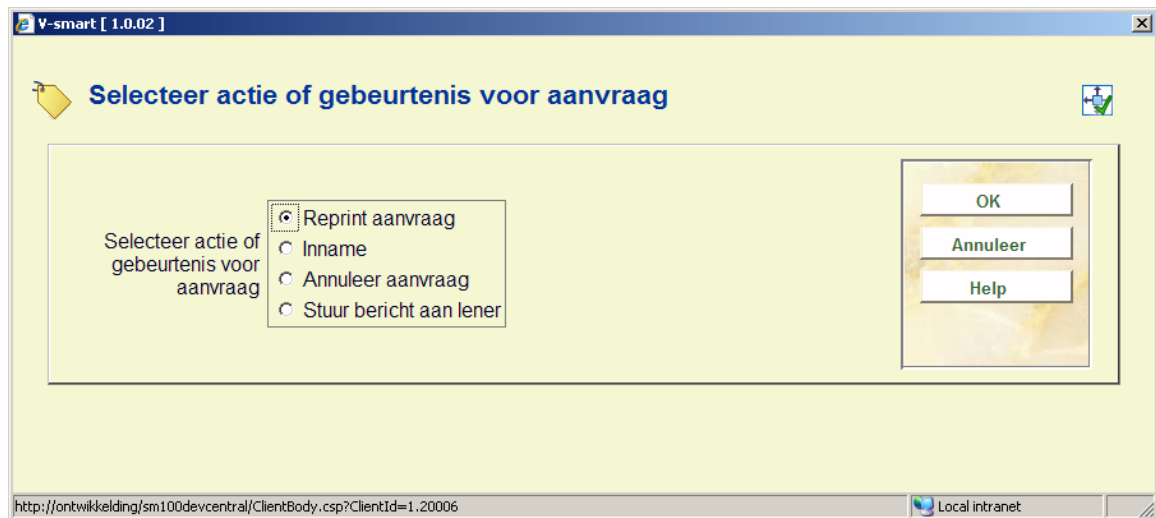 V-smart [ 1.0.02 ]
Selecteer actie of gebeurtenis voor aanvraag
Selecteer actie of
gebeurtenis voor
aanvraag
Reprint aanvraag
Inname
Annuleer aanvraag
Stuur bericht aan lener
OK
Annuleer
Help
http://ontwikkelding/sm100devcentral/ClientBody.csp?ClientId=1.20006
Local intranet